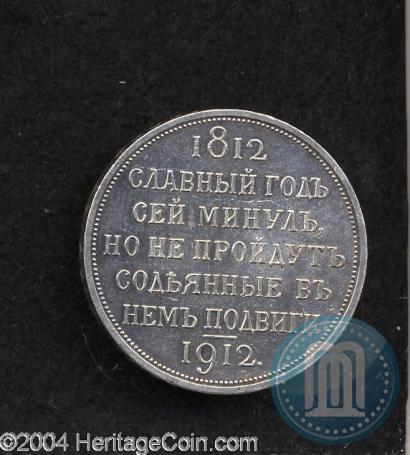 1812
СЛАВНЫЙ ГОДЪ
СЕЙ МИНУЛЪ,
НО НЕ ПРОЙДУТЪ
СОДѢЯННЫЕ ВЪ
НЕМЪ ПОДВИГИ
1912.
©2004 HeritageCoin.com